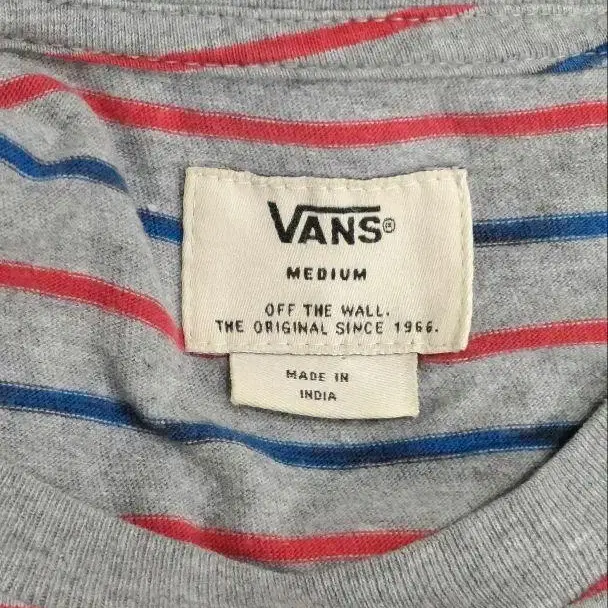 VANS®
MEDIUM
OFF THE WALL.
THE ORIGINAL SINCE 1966.
MADE IN
INDIA